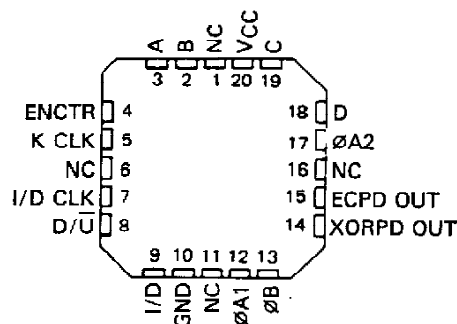 A B NC VCC C
3 2 1 20 19
ENCTR 4 18 D
K CLK 5 17 ØA2
NC 6 16 NC
I/D CLK 7 15 ECPD OUT
D/U̅ 8 14 XORPD OUT
9 10 11 12 13
I/D GND NC ØA1 ØB